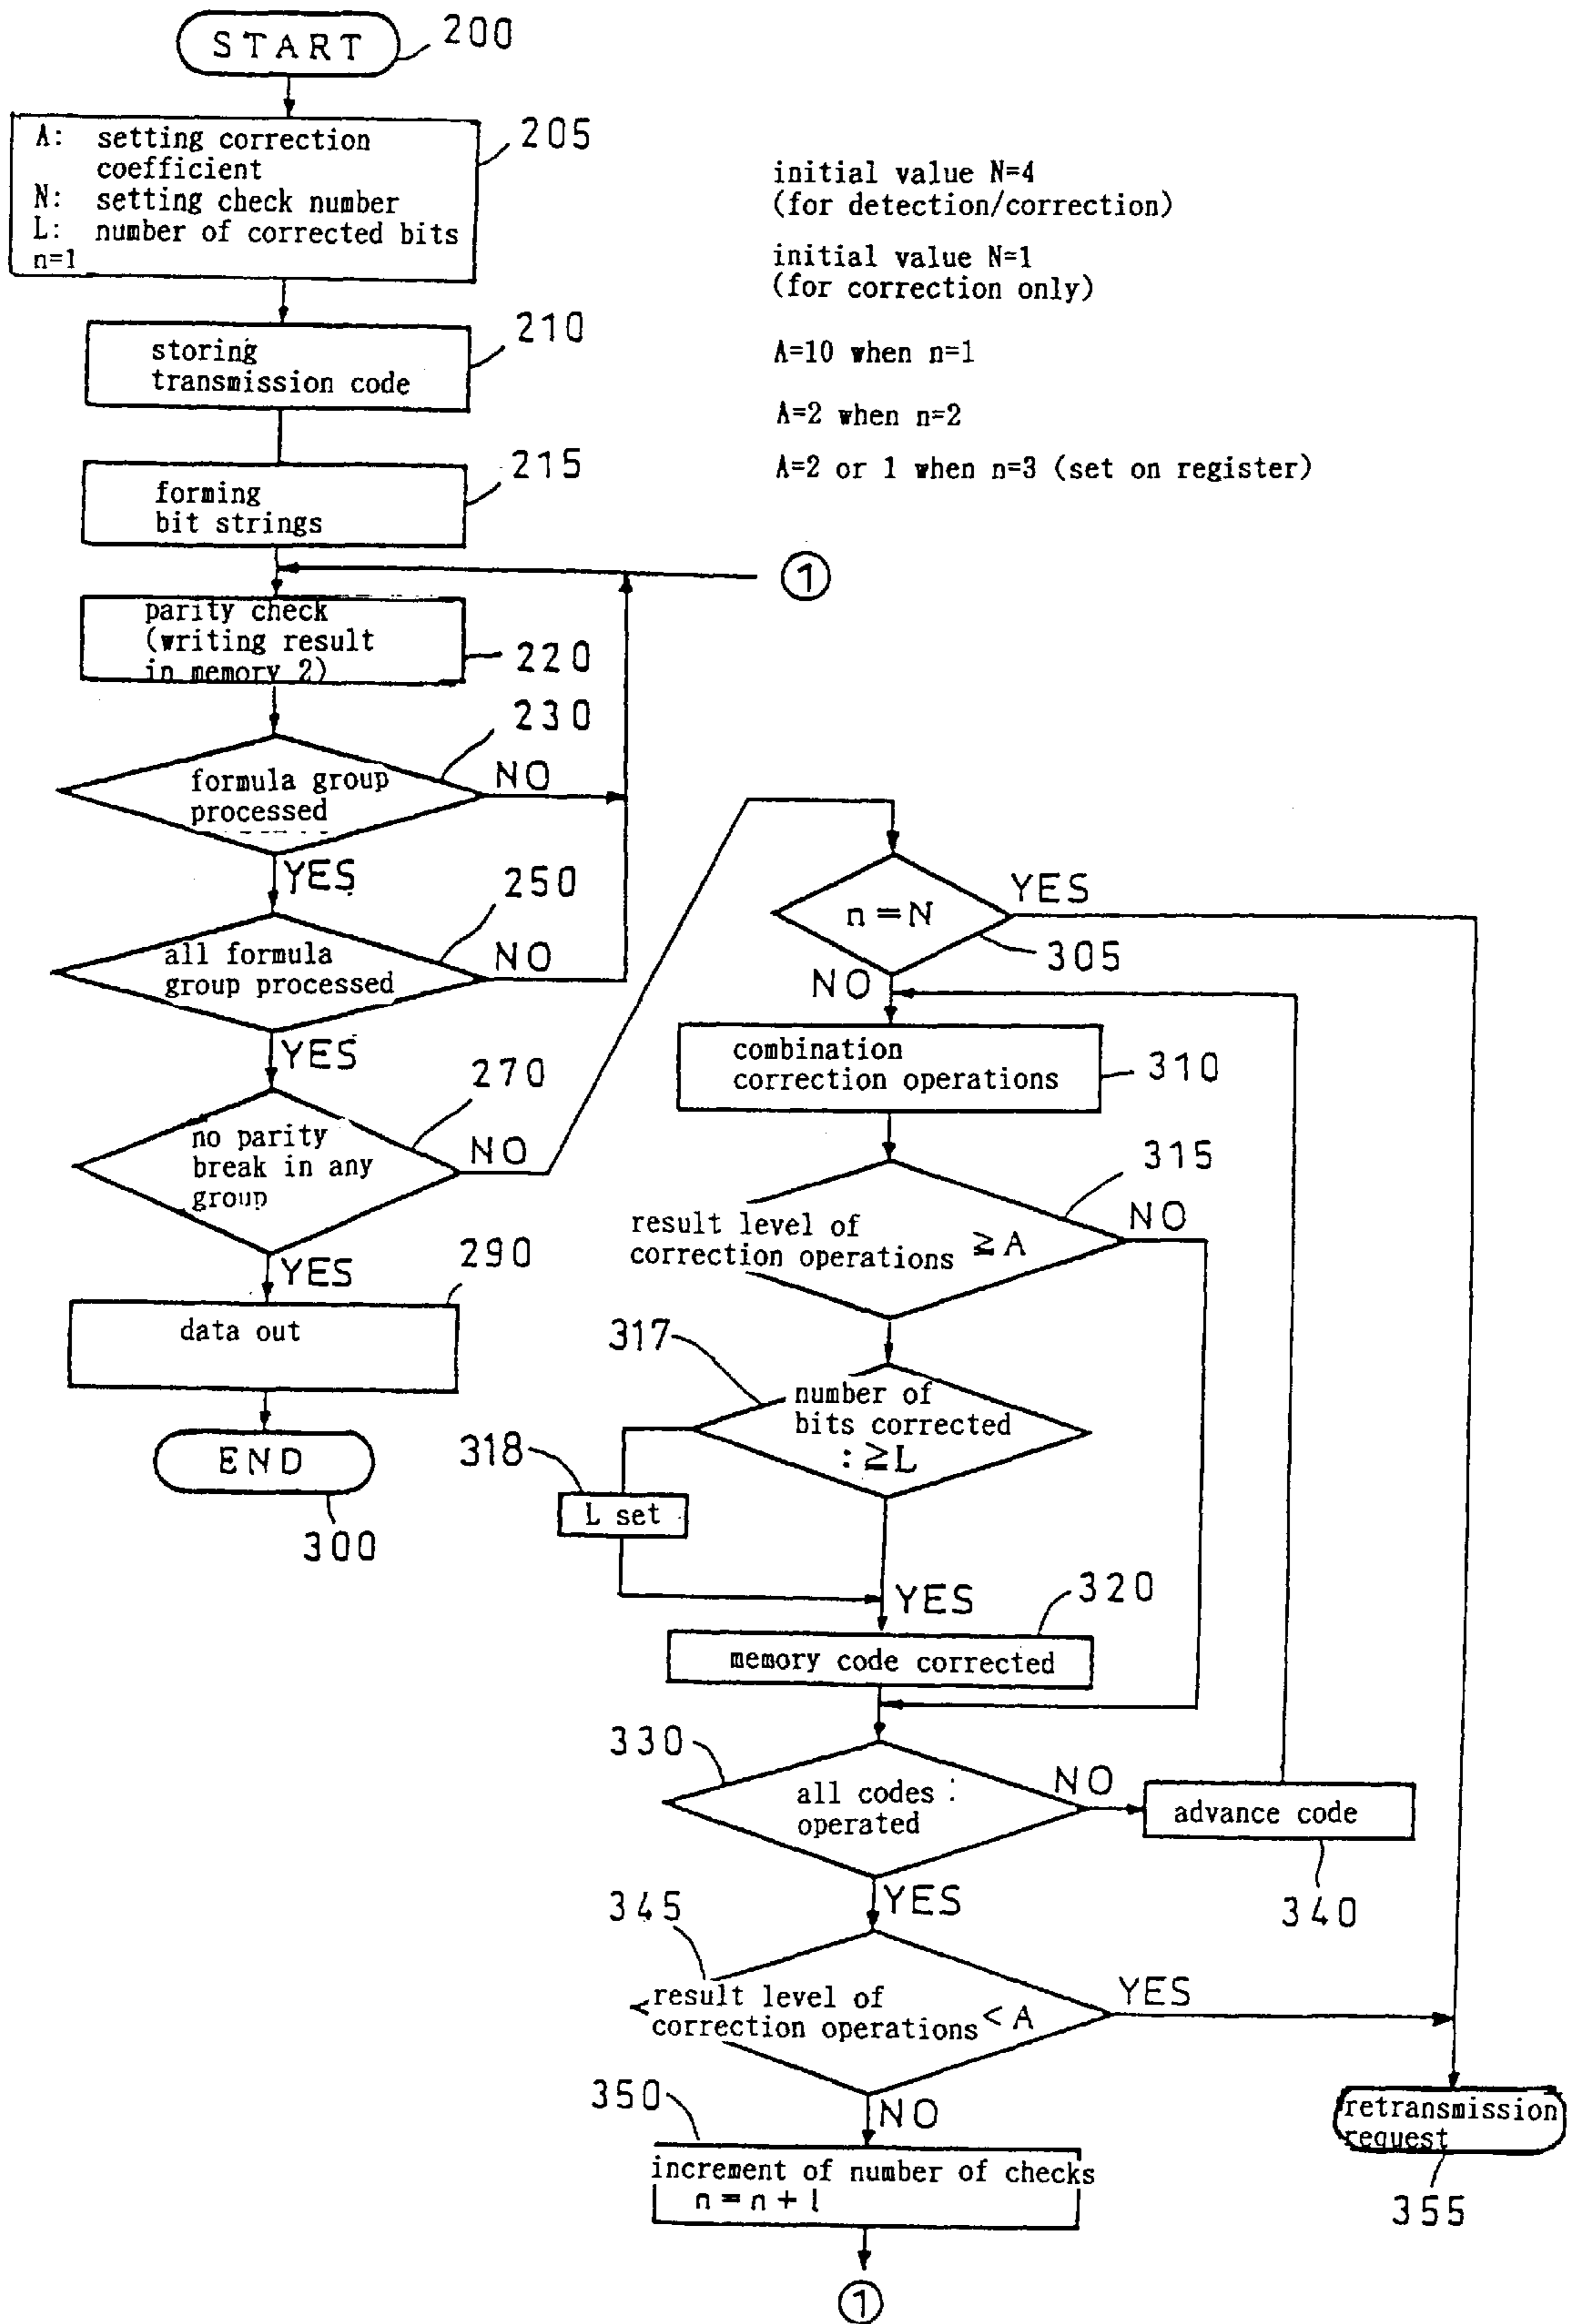 START
200
A: setting correction
coefficient
N: setting check number
L: number of corrected bits
n=1
205
initial value N=4
(for detection/correction)
initial value N=1
(for correction only)
A=10 when n=1
A=2 when n=2
A=2 or 1 when n=3 (set on register)
storing
transmission code
210
forming
bit strings
215
1
parity check
(writing result
in memory 2)
220
230
formula group
processed
NO
YES
250
all formula
group processed
NO
YES
270
no parity
break in any
group
NO
YES
290
data out
END
300
n=N
YES
305
NO
combination
correction operations
310
315
result level of
correction operations ≧A
NO
317
number of
bits corrected
:≧L
318
L set
YES
320
memory code corrected
330
all codes :
operated
NO
advance code
340
YES
345
result level of
correction operations <A
YES
NO
350
increment of number of checks
n=n+1
retransmission
request
355
1